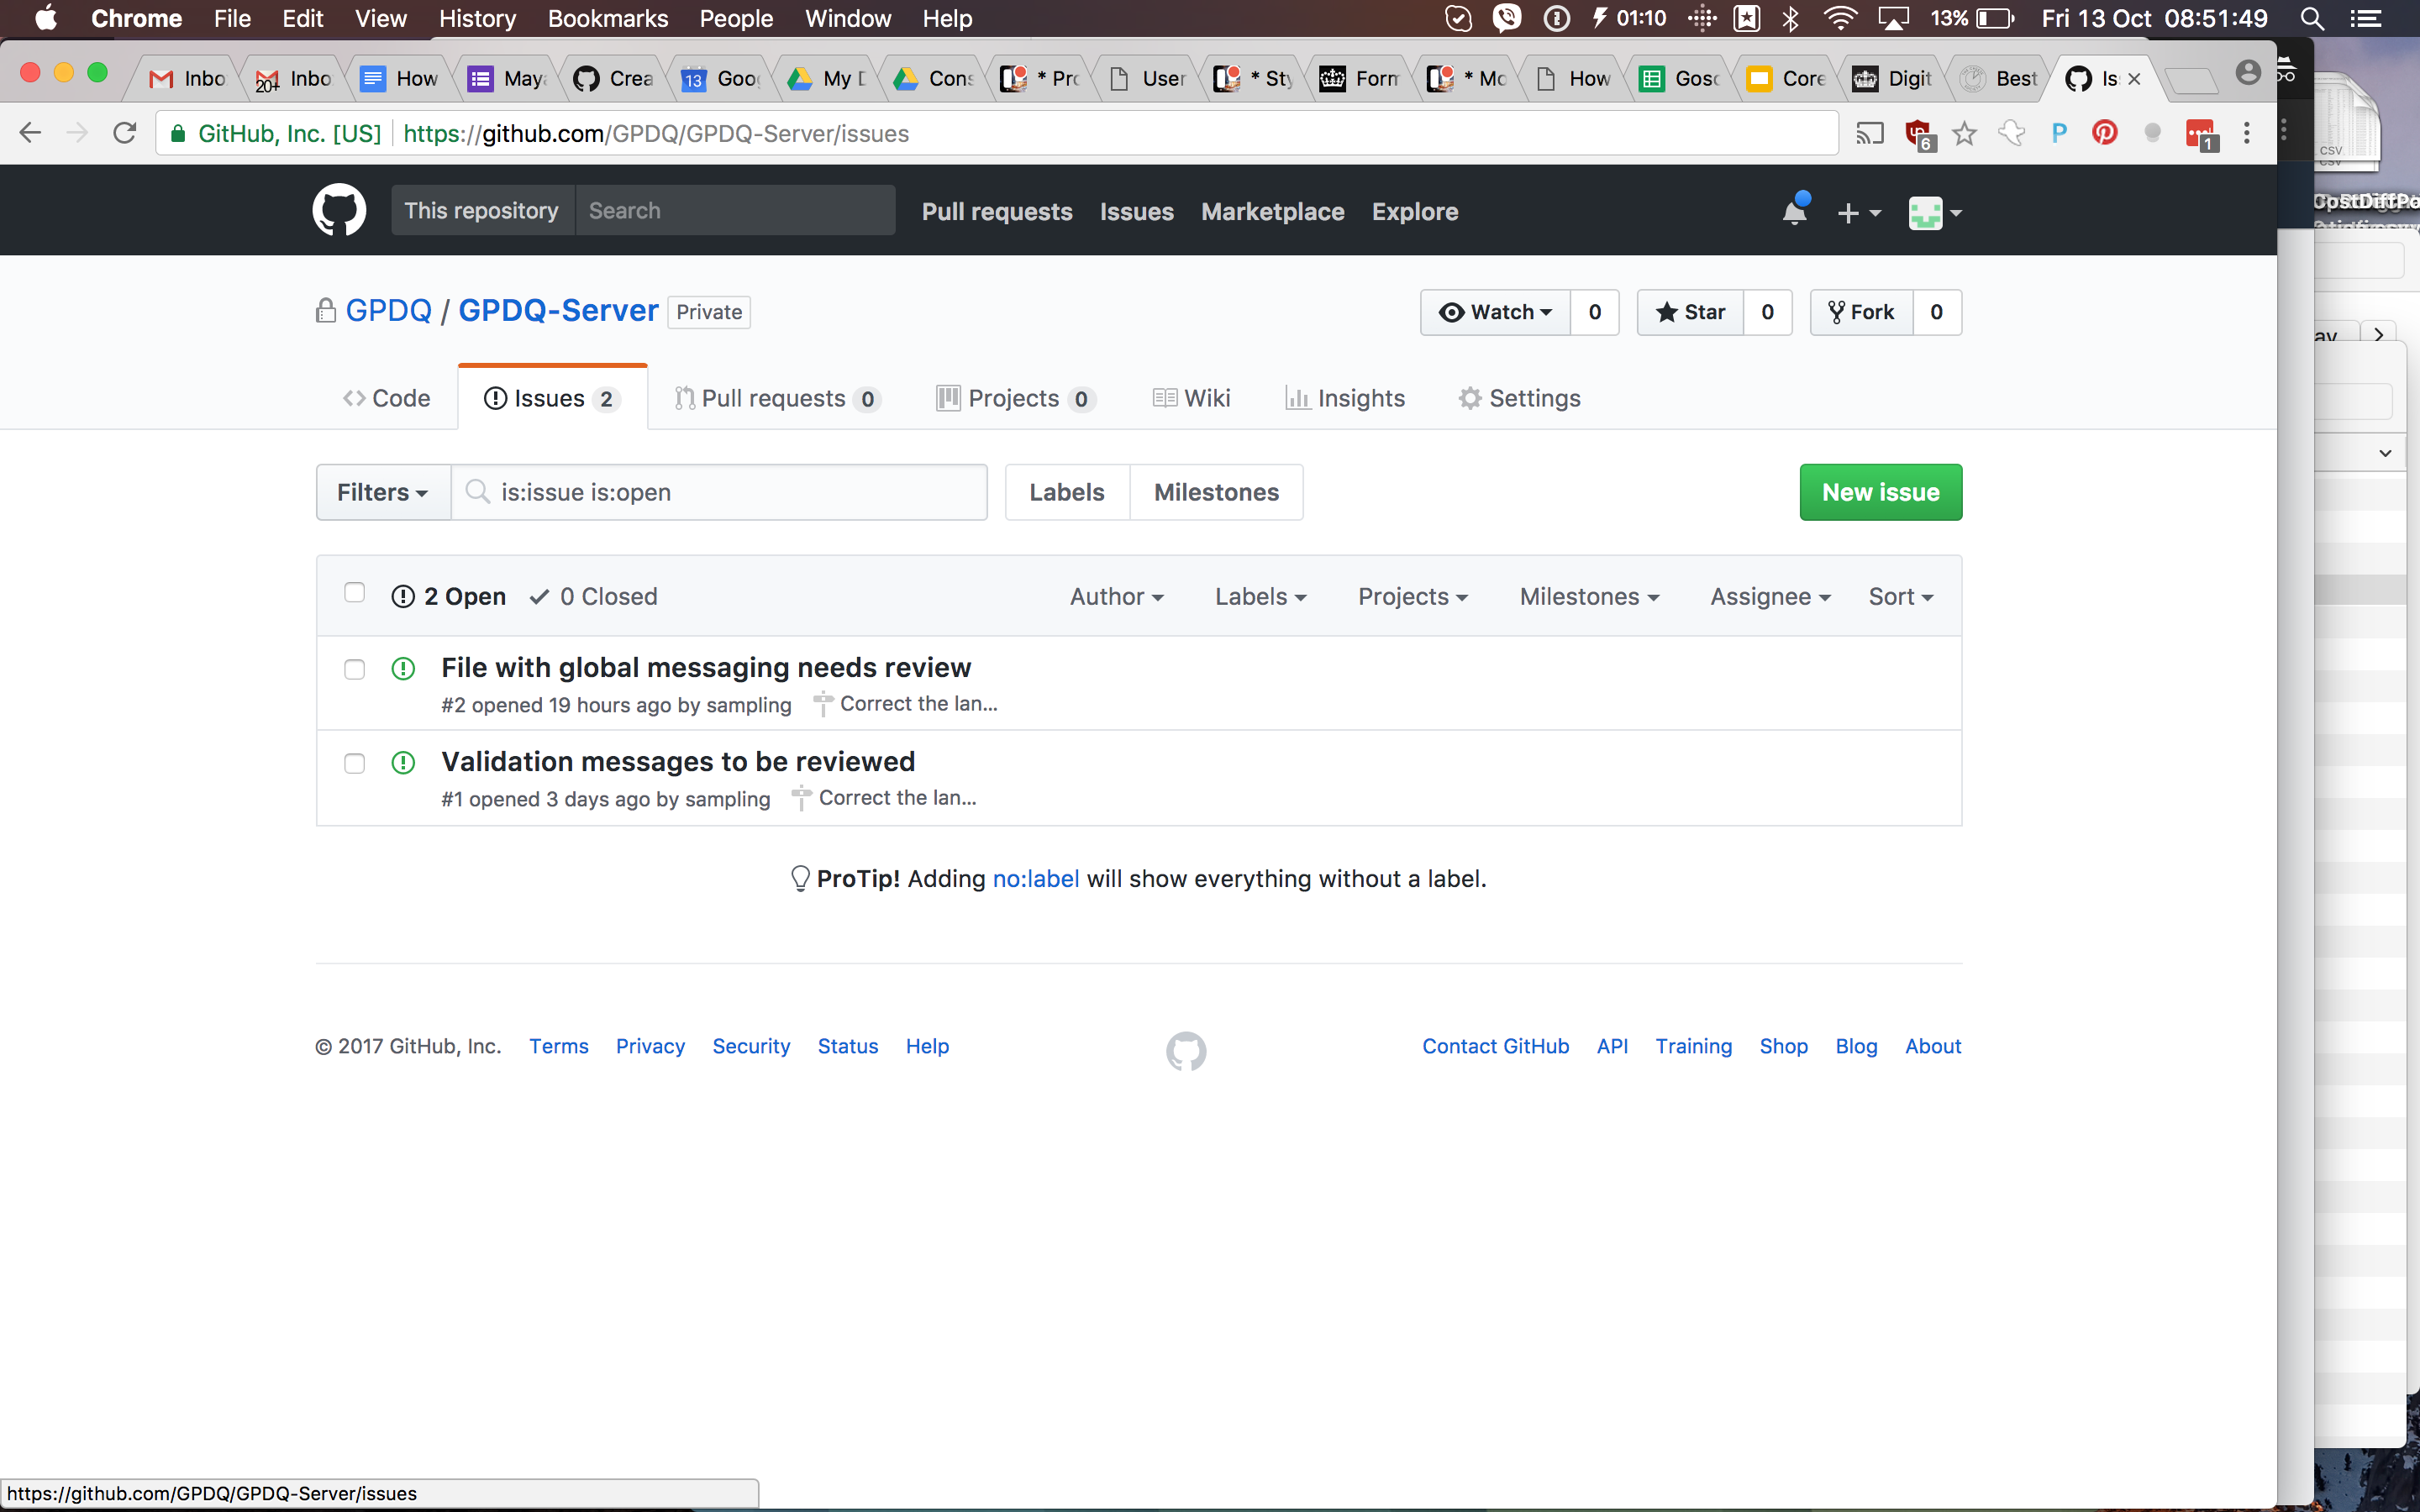 Chrome File Edit View History Bookmarks People Window Help 01:10 13% Fri 13 Oct 08:51:49
Inbo 20+ Inbo How May Crea 13 Goo My D Cons * Pro User * Sty Form * Mo How Gosc Core Digit Best Is
GitHub, Inc. [US] https://github.com/GPDQ/GPDQ-Server/issues 6 P 1
CSV
This repository Search Pull requests Issues Marketplace Explore
GPDQ / GPDQ-Server Private Watch 0 Star 0 Fork 0
Code Issues 2 Pull requests 0 Projects 0 Wiki Insights Settings
Filters is:issue is:open Labels Milestones New issue
2 Open 0 Closed Author Labels Projects Milestones Assignee Sort
File with global messaging needs review
#2 opened 19 hours ago by sampling Correct the lan...
Validation messages to be reviewed
#1 opened 3 days ago by sampling Correct the lan...
ProTip! Adding no:label will show everything without a label.
© 2017 GitHub, Inc. Terms Privacy Security Status Help Contact GitHub API Training Shop Blog About
https://github.com/GPDQ/GPDQ-Server/issues